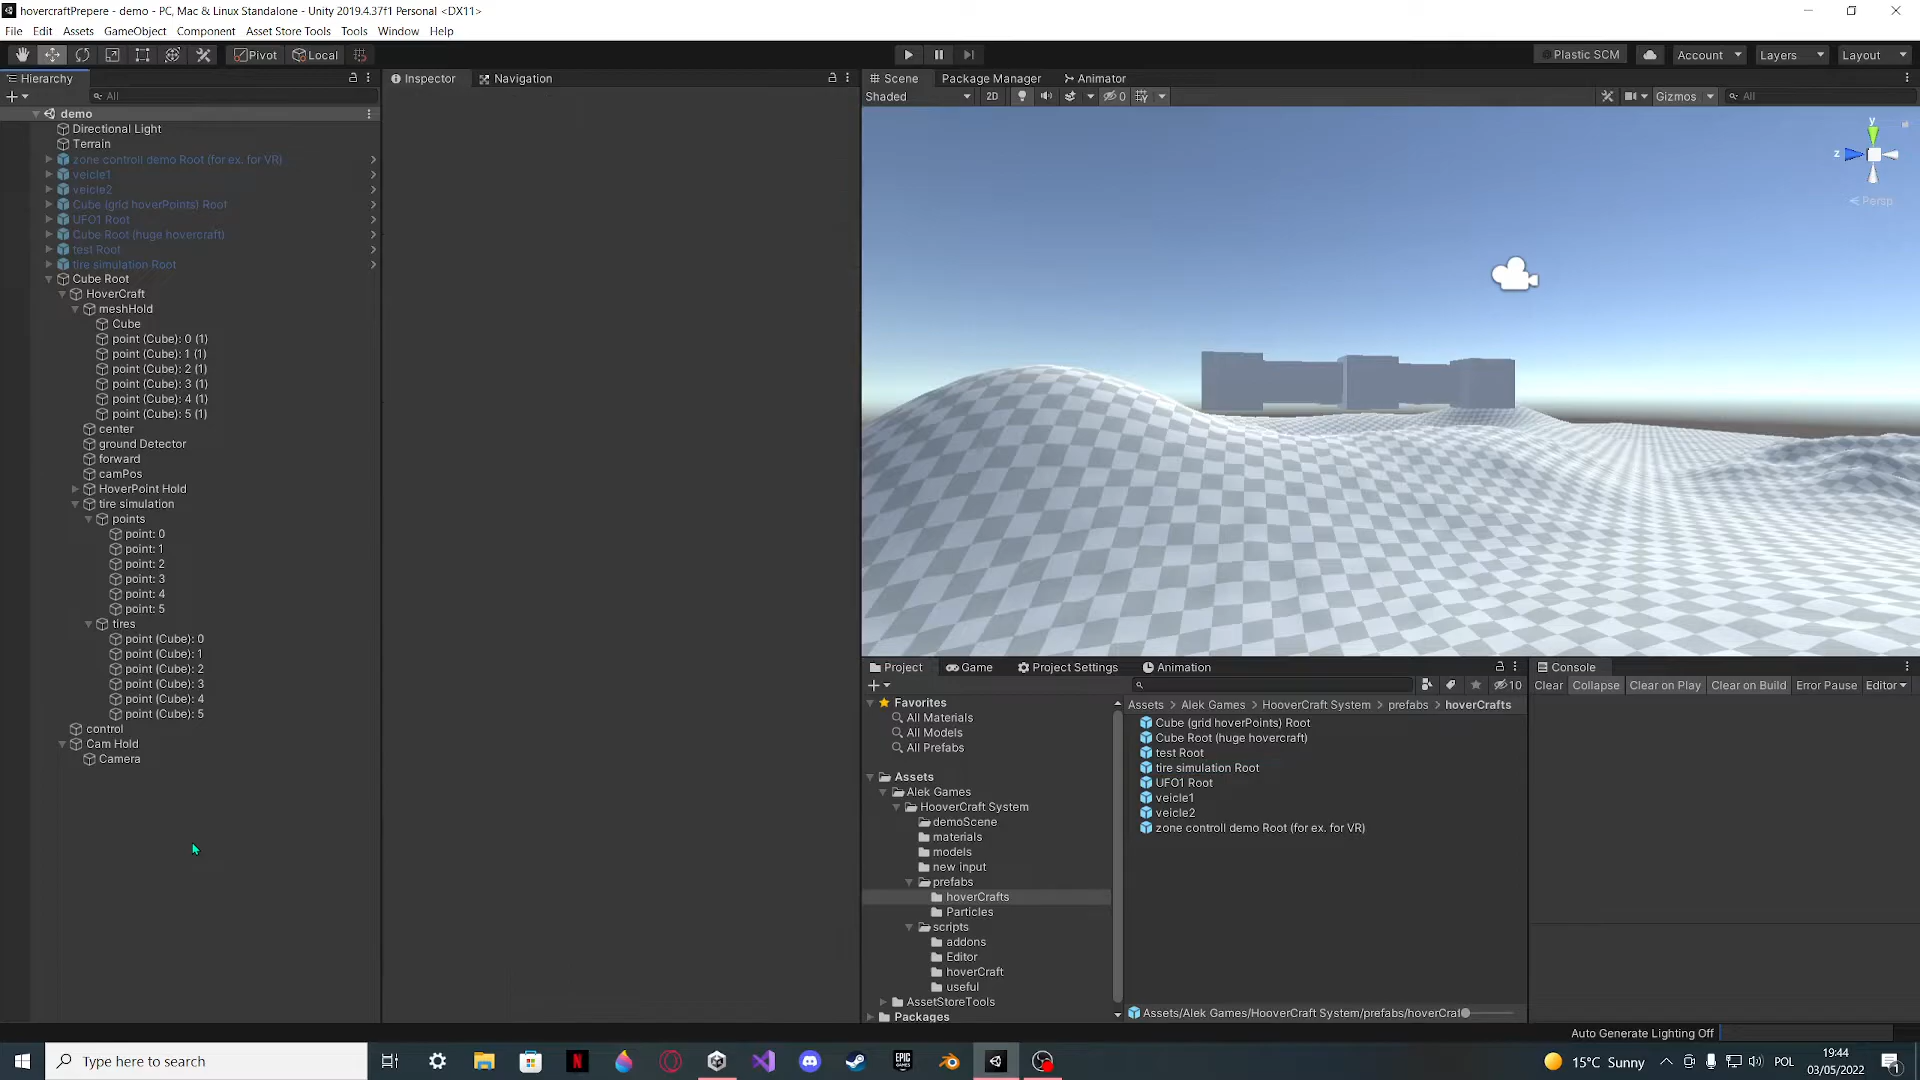 hovercraftPrepere - demo - PC, Mac & Linux Standalone - Unity 2019.4.37f1 Personal <DX11>
File Edit Assets GameObject Component Asset Store Tools Tools Window Help
Pivot Local Plastic SCM Account Layers Layout
Hierarchy
All
demo
Directional Light
Terrain
zone controll demo Root (for ex. for VR)
veicle1
veicle2
Cube (grid hoverPoints) Root
UFO1 Root
Cube Root (huge hovercraft)
test Root
tire simulation Root
Cube Root
HoverCraft
meshHold
Cube
point (Cube): 0 (1)
point (Cube): 1 (1)
point (Cube): 2 (1)
point (Cube): 3 (1)
point (Cube): 4 (1)
point (Cube): 5 (1)
center
ground Detector
forward
camPos
HoverPoint Hold
tire simulation
points
point: 0
point: 1
point: 2
point: 3
point: 4
point: 5
tires
point (Cube): 0
point (Cube): 1
point (Cube): 2
point (Cube): 3
point (Cube): 4
point (Cube): 5
control
Cam Hold
Camera
Inspector Navigation
Scene Package Manager Animator
Shaded 2D 0 Gizmos All
y
z
Persp
Project Game Project Settings Animation
10
Favorites
All Materials
All Models
All Prefabs
Assets
Alek Games
HooverCraft System
demoScene
materials
models
new input
prefabs
hoverCrafts
Particles
scripts
addons
Editor
hoverCraft
useful
AssetStoreTools
Packages
Assets > Alek Games > HooverCraft System > prefabs > hoverCrafts
Cube (grid hoverPoints) Root
Cube Root (huge hovercraft)
test Root
tire simulation Root
UFO1 Root
veicle1
veicle2
zone controll demo Root (for ex. for VR)
Assets/Alek Games/HooverCraft System/prefabs/hoverCraf
Console
Clear Collapse Clear on Play Clear on Build Error Pause Editor
Auto Generate Lighting Off
Type here to search
N
EPIC GAMES
15°C Sunny
POL
19:44
03/05/2022
1